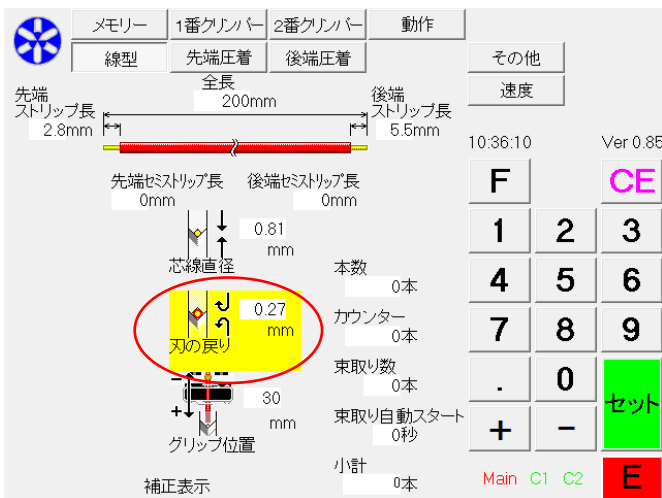 メモリー 1番クリンパー 2番クリンパー 動作
線型 先端圧着 後端圧着 その他
速度
全長
200mm
先端
ストリップ長
2.8mm
後端
ストリップ長
5.5mm
10:36:10 Ver 0.85
先端セミストリップ長 後端セミストリップ長
0mm 0mm
0.81
mm
芯線直径
0.27
mm
刃の戻り
－
＋
30
mm
グリップ位置
補正表示
本数
0本
カウンター
0本
束取り数
0本
束取り自動スタート
0秒
小計
0本
F CE
1 2 3
4 5 6
7 8 9
. 0 セット
＋ －
Main C1 C2 E